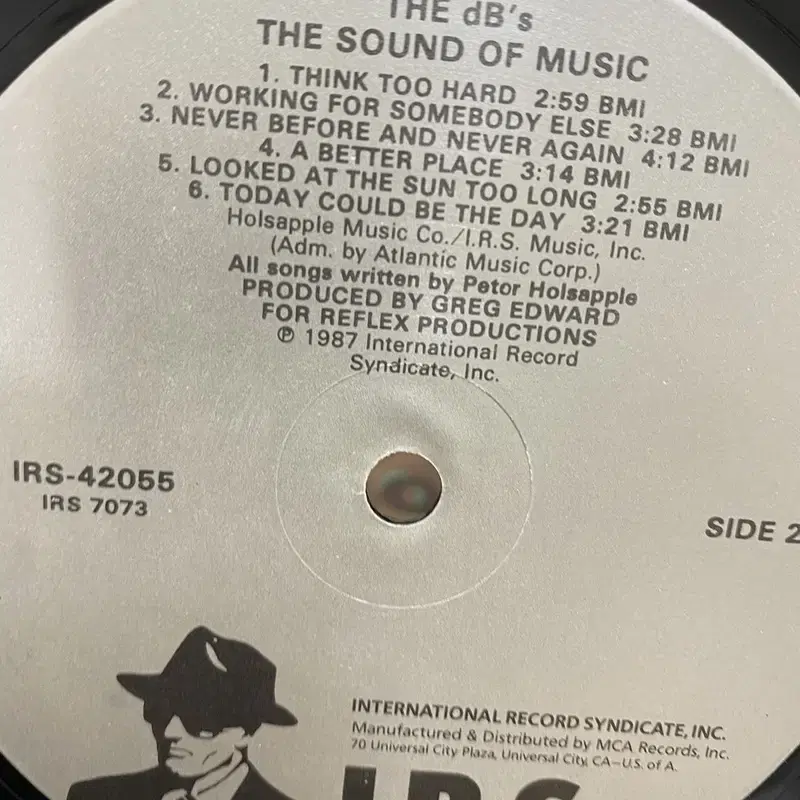 THE dB's
THE SOUND OF MUSIC
1. THINK TOO HARD 2:59 BMI
2. WORKING FOR SOMEBODY ELSE 3:28 BMI
3. NEVER BEFORE AND NEVER AGAIN 4:12 BMI
4. A BETTER PLACE 3:14 BMI
5. LOOKED AT THE SUN TOO LONG 2:55 BMI
6. TODAY COULD BE THE DAY 3:21 BMI
Holsapple Music Co./I.R.S. Music, Inc.
(Adm. by Atlantic Music Corp.)
All songs written by Petor Holsapple
PRODUCED BY GREG EDWARD
FOR REFLEX PRODUCTIONS
℗ 1987 International Record
Syndicate, Inc.
IRS-42055
IRS 7073
SIDE 2
INTERNATIONAL RECORD SYNDICATE, INC.
Manufactured & Distributed by MCA Records, Inc.
70 Universal City Plaza, Universal City, CA—U.S. of A.
I.R.S.